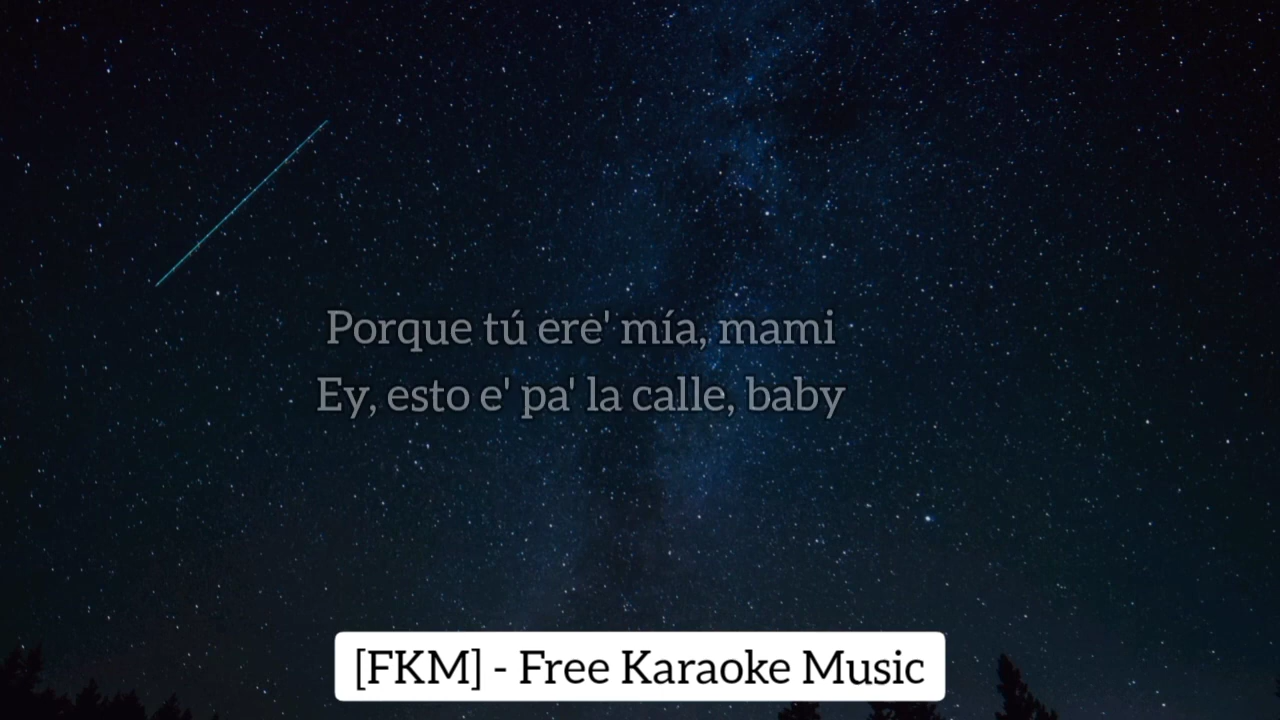 Porque tú ere' mía, mami
Ey, esto e' pa' la calle, baby
[FKM] - Free Karaoke Music